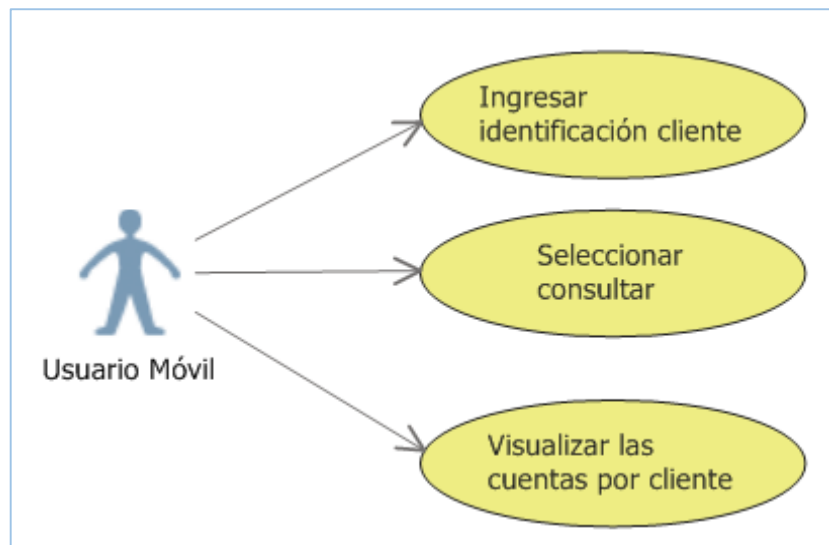 Ingresar
identificación cliente
Seleccionar
consultar
Usuario Móvil
Visualizar las
cuentas por cliente